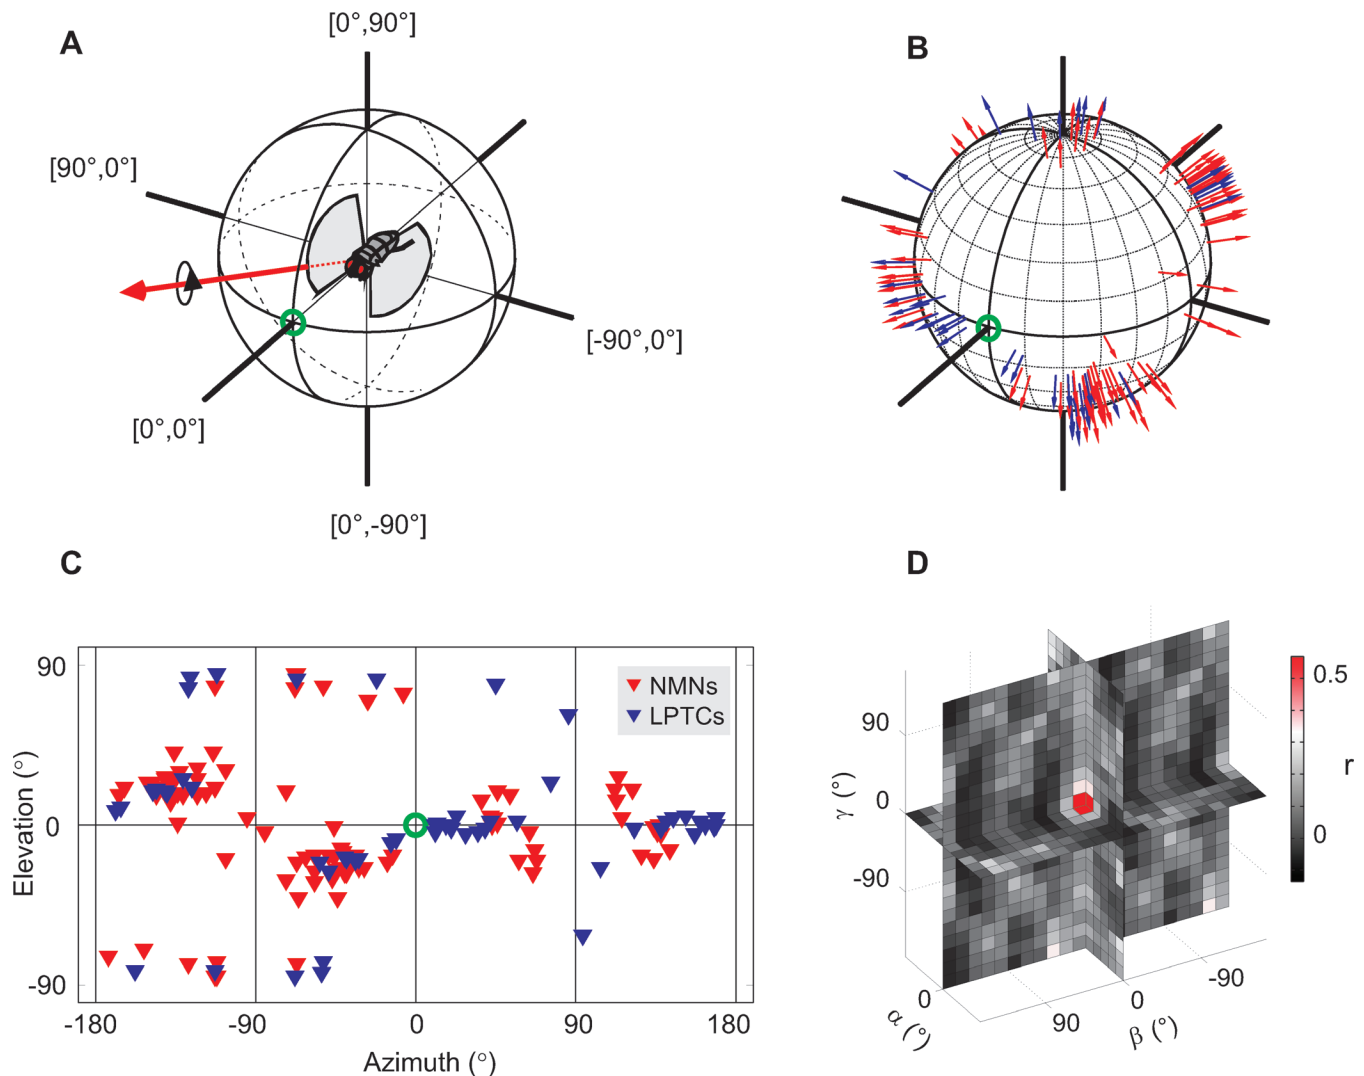 A
[0°,90°]
[90°,0°]
[-90°,0°]
[0°,0°]
[0°,-90°]
B
C
90
0
-90
Elevation (°)
-180
-90
0
90
180
Azimuth (°)
NMNs
LPTCs
D
90
0
-90
γ (°)
0
α (°)
90
0
-90
β (°)
0.5
0
r